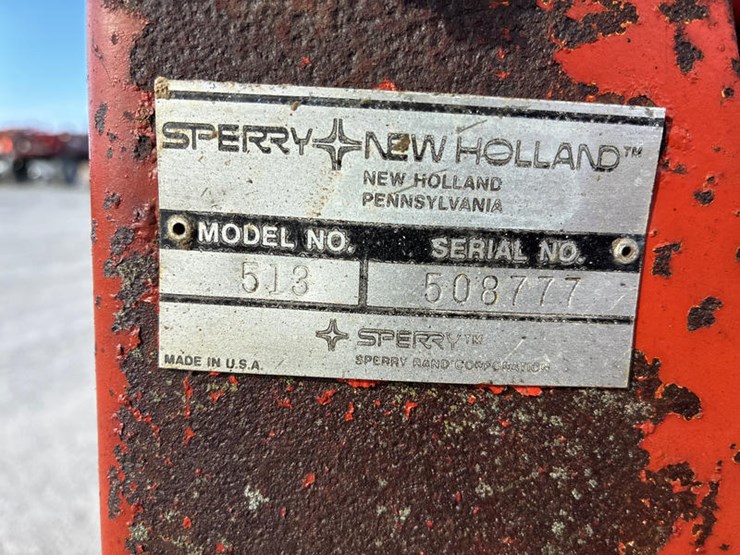 SPERRY NEW HOLLAND™
NEW HOLLAND
PENNSYLVANIA
MODEL NO. SERIAL NO.
513 508777
SPERRY™
MADE IN U.S.A. SPERRY RAND CORPORATION